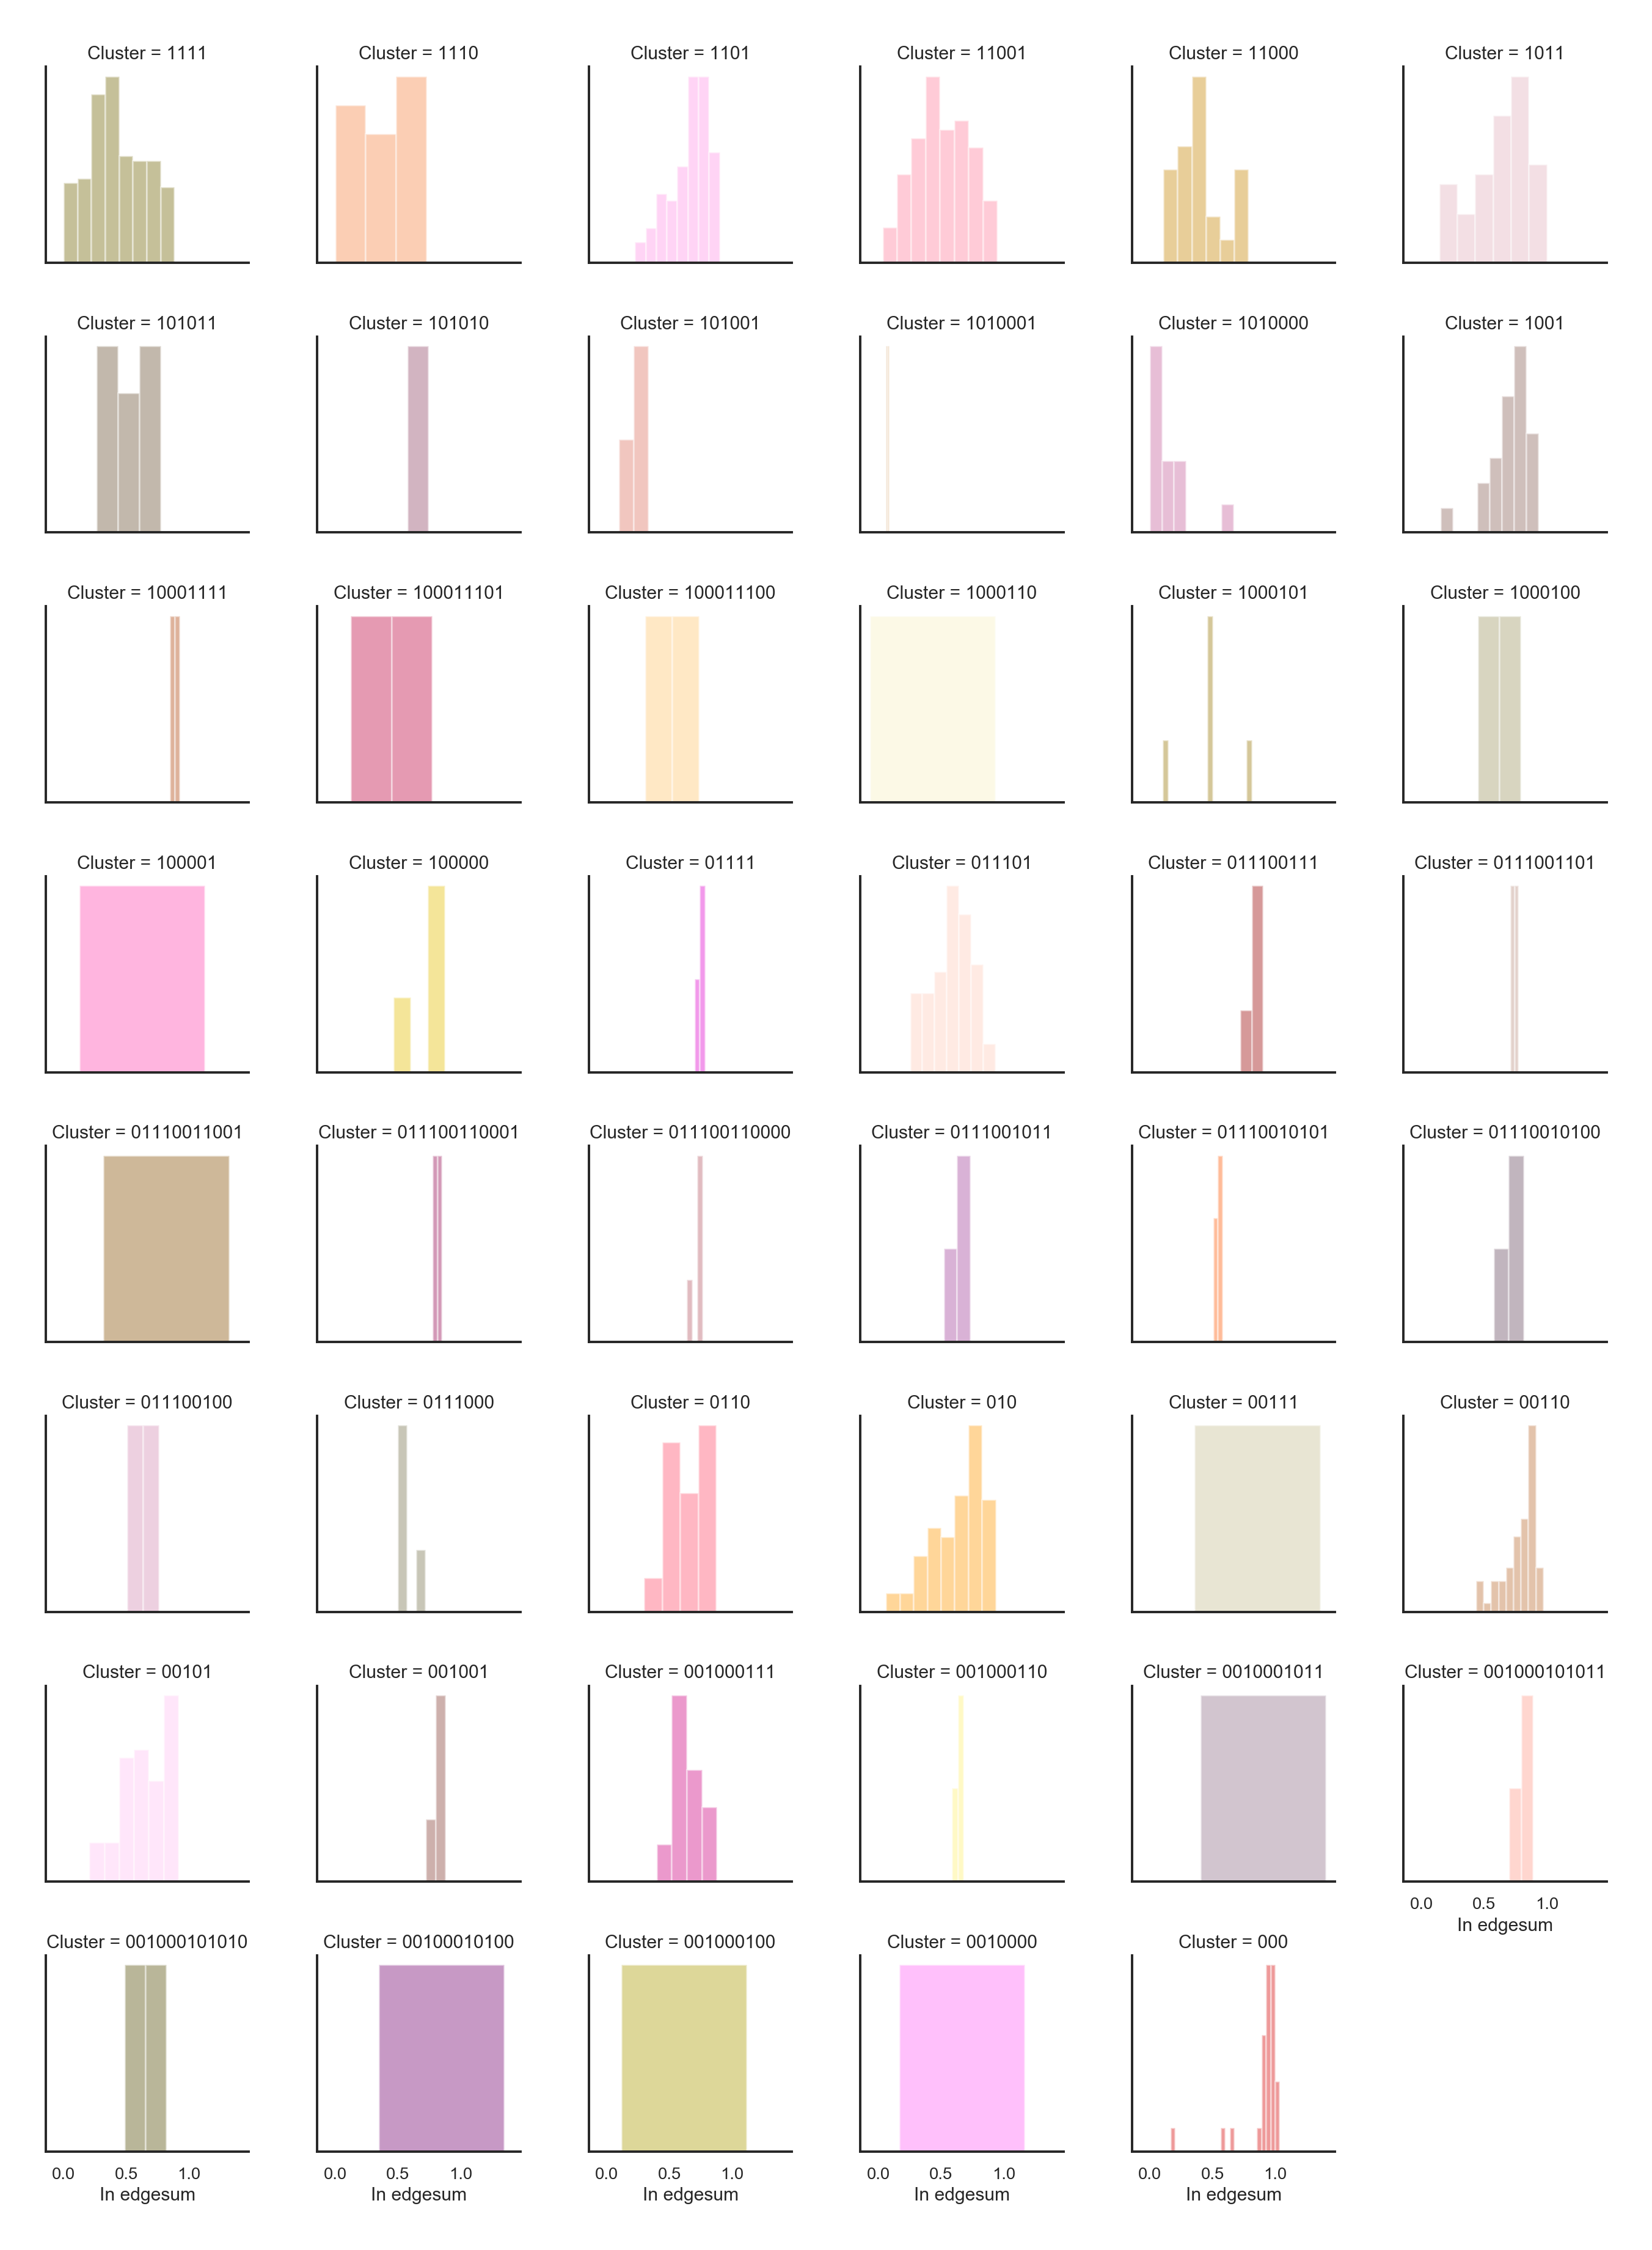 Cluster = 1111
Cluster = 1110
Cluster = 1101
Cluster = 11001
Cluster = 11000
Cluster = 1011
Cluster = 101011
Cluster = 101010
Cluster = 101001
Cluster = 1010001
Cluster = 1010000
Cluster = 1001
Cluster = 10001111
Cluster = 100011101
Cluster = 100011100
Cluster = 1000110
Cluster = 1000101
Cluster = 1000100
Cluster = 100001
Cluster = 100000
Cluster = 01111
Cluster = 011101
Cluster = 011100111
Cluster = 0111001101
Cluster = 01110011001
Cluster = 011100110001
Cluster = 011100110000
Cluster = 0111001011
Cluster = 01110010101
Cluster = 01110010100
Cluster = 011100100
Cluster = 0111000
Cluster = 0110
Cluster = 010
Cluster = 00111
Cluster = 00110
Cluster = 00101
Cluster = 001001
Cluster = 001000111
Cluster = 001000110
Cluster = 0010001011
Cluster = 001000101011
0.0 0.5 1.0
In edgesum
Cluster = 001000101010
Cluster = 00100010100
Cluster = 001000100
Cluster = 0010000
Cluster = 000
0.0 0.5 1.0
In edgesum
0.0 0.5 1.0
In edgesum
0.0 0.5 1.0
In edgesum
0.0 0.5 1.0
In edgesum
0.0 0.5 1.0
In edgesum